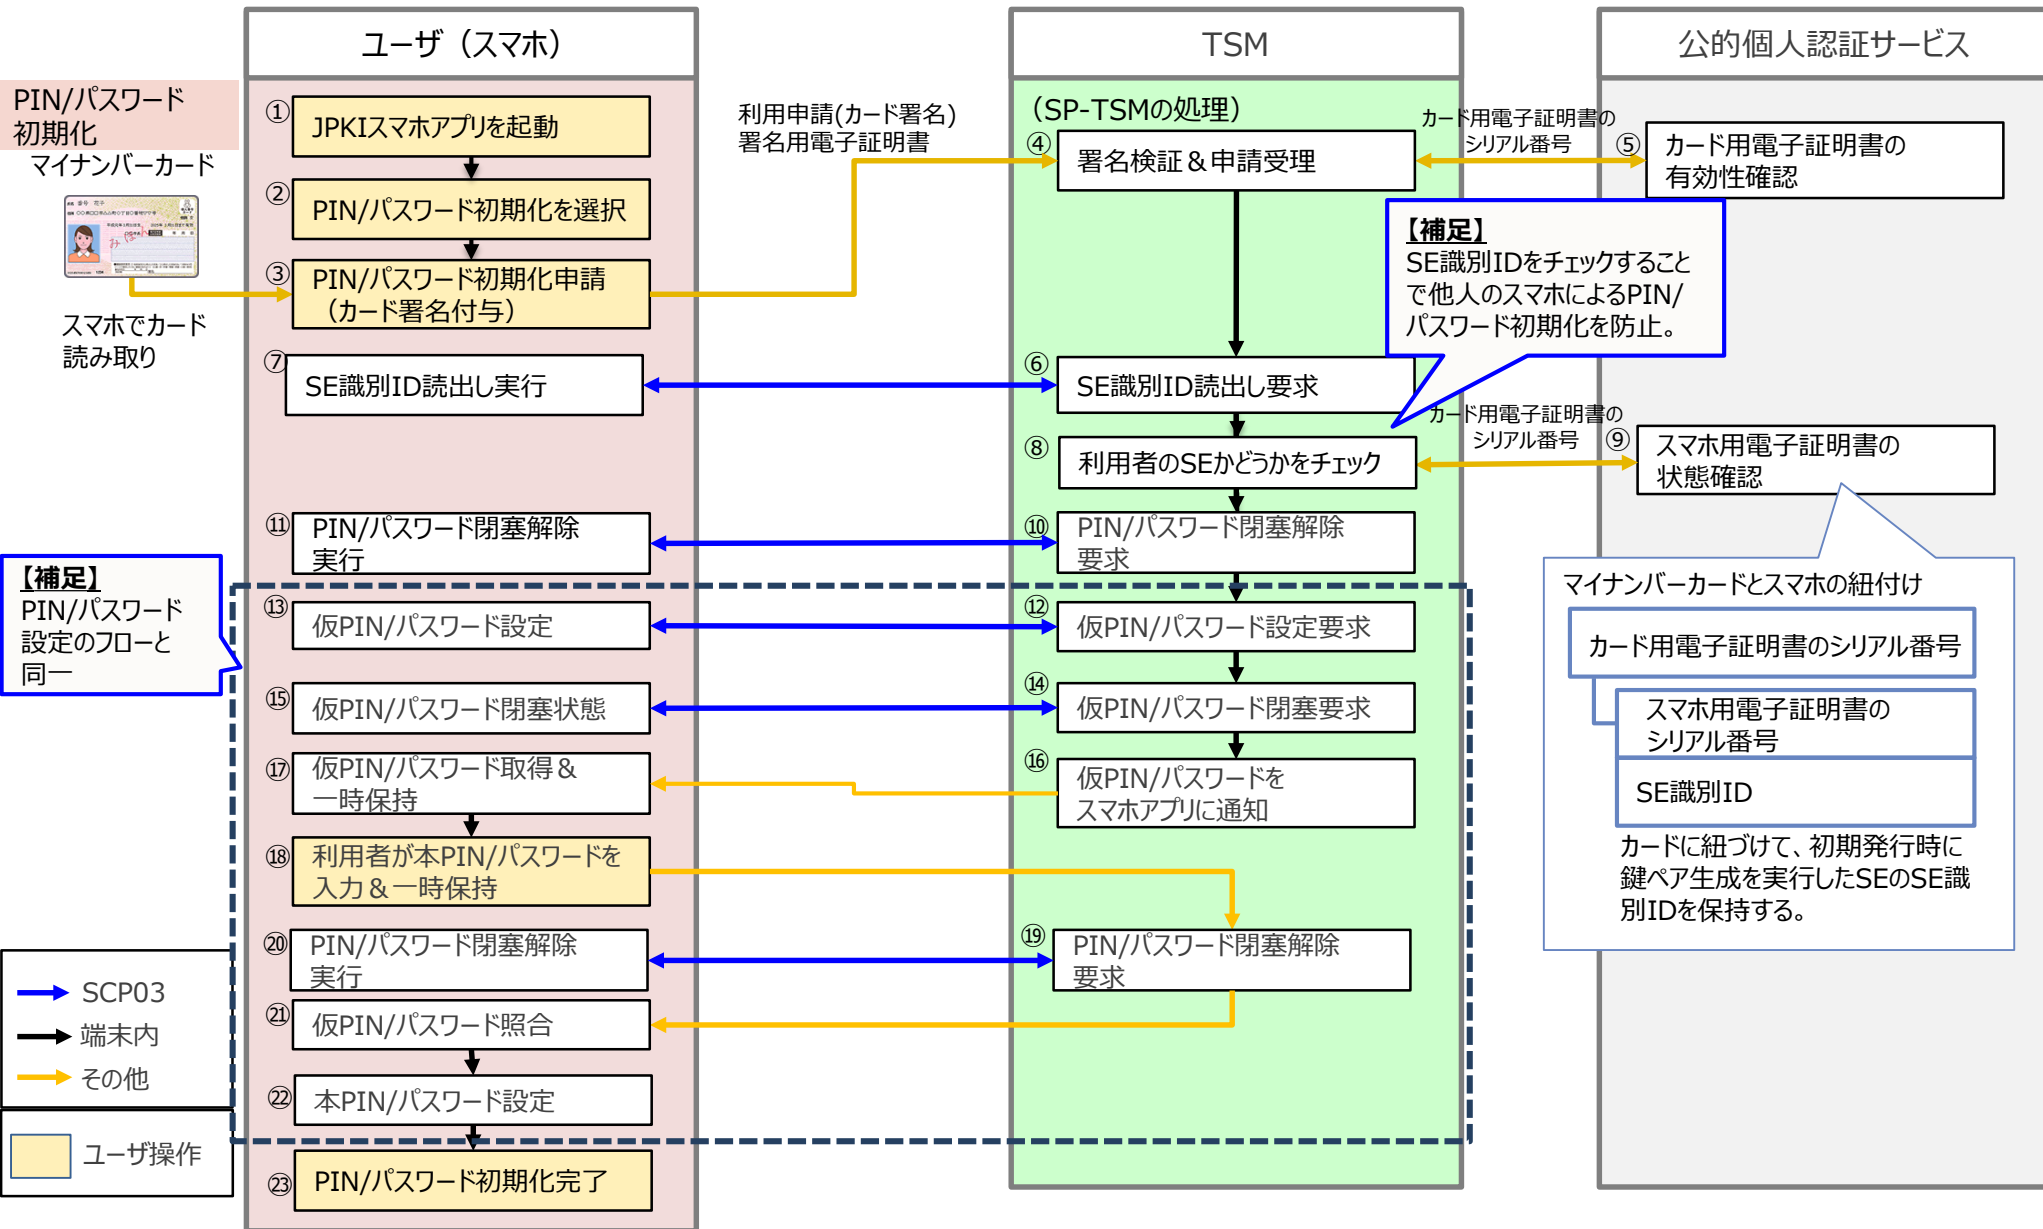 ユーザ（スマホ）
TSM
公的個人認証サービス
PIN/パスワード
初期化
マイナンバーカード
スマホでカード
読み取り
①
JPKIスマホアプリを起動
②
PIN/パスワード初期化を選択
③
PIN/パスワード初期化申請
（カード署名付与）
利用申請(カード署名)
署名用電子証明書
（SP-TSMの処理）
④
署名検証＆申請受理
カード用電子証明書の
シリアル番号
⑤
カード用電子証明書の
有効性確認
【補足】
SE識別IDをチェックすること
で他人のスマホによるPIN/
パスワード初期化を防止。
⑦
SE識別ID読出し実行
⑥
SE識別ID読出し要求
⑧
利用者のSEかどうかをチェック
カード用電子証明書の
シリアル番号
⑨
スマホ用電子証明書の
状態確認
⑪
PIN/パスワード閉塞解除
実行
⑩
PIN/パスワード閉塞解除
要求
【補足】
PIN/パスワード
設定のフローと
同一
⑬
仮PIN/パスワード設定
⑫
仮PIN/パスワード設定要求
⑮
仮PIN/パスワード閉塞状態
⑭
仮PIN/パスワード閉塞要求
⑰
仮PIN/パスワード取得＆
一時保持
⑯
仮PIN/パスワードを
スマホアプリに通知
⑱
利用者が本PIN/パスワードを
入力＆一時保持
⑳
PIN/パスワード閉塞解除
実行
⑲
PIN/パスワード閉塞解除
要求
㉑
仮PIN/パスワード照合
㉒
本PIN/パスワード設定
㉓
PIN/パスワード初期化完了
マイナンバーカードとスマホの紐付け
カード用電子証明書のシリアル番号
スマホ用電子証明書の
シリアル番号
SE識別ID
カードに紐づけて、初期発行時に
鍵ペア生成を実行したSEのSE識
別IDを保持する。
SCP03
端末内
その他
ユーザ操作